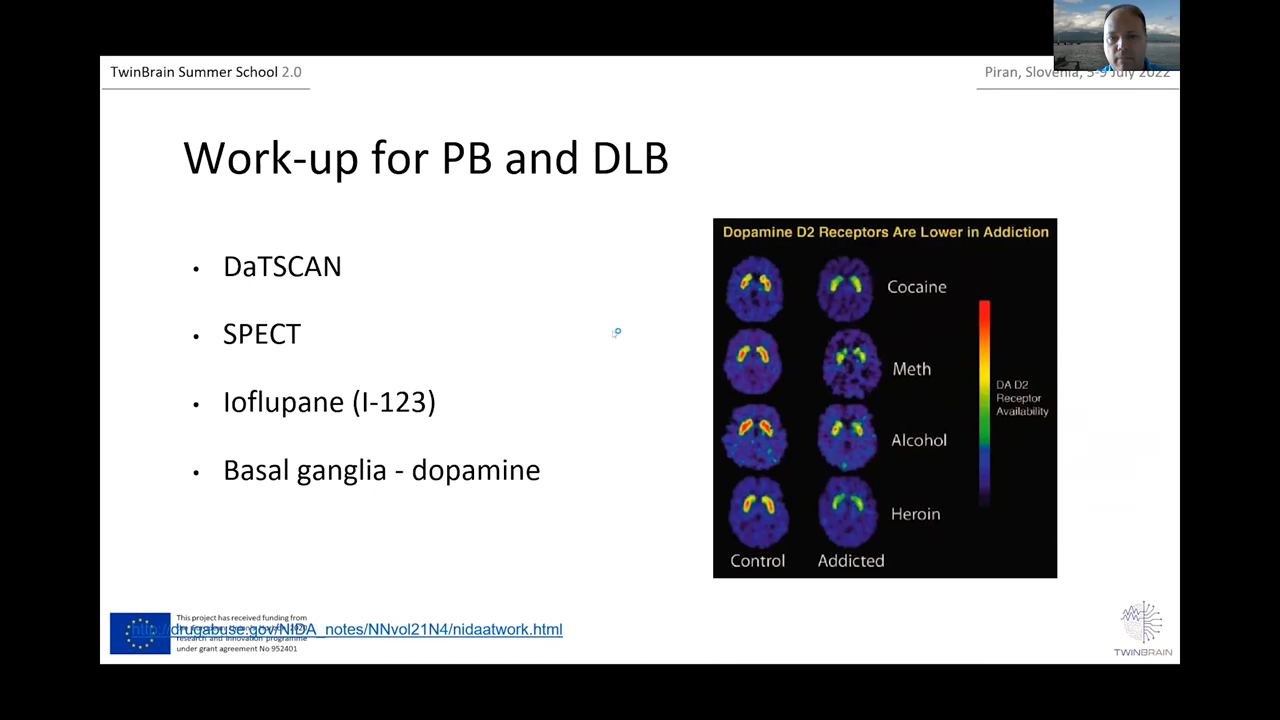 TwinBrain Summer School 2.0
Piran, Slovenia, 5-9 July 2022
Work-up for PB and DLB
• DaTSCAN
• SPECT
• Ioflupane (I-123)
• Basal ganglia - dopamine
Dopamine D2 Receptors Are Lower in Addiction
Cocaine
Meth
DA D2
Receptor
Availability
Alcohol
Heroin
Control Addicted
This project has received funding from
http://drugabuse.gov/NIDA_notes/NNvol21N4/nidaatwork.html
research and innovation programme
under grant agreement No 952401
TWINBRAIN